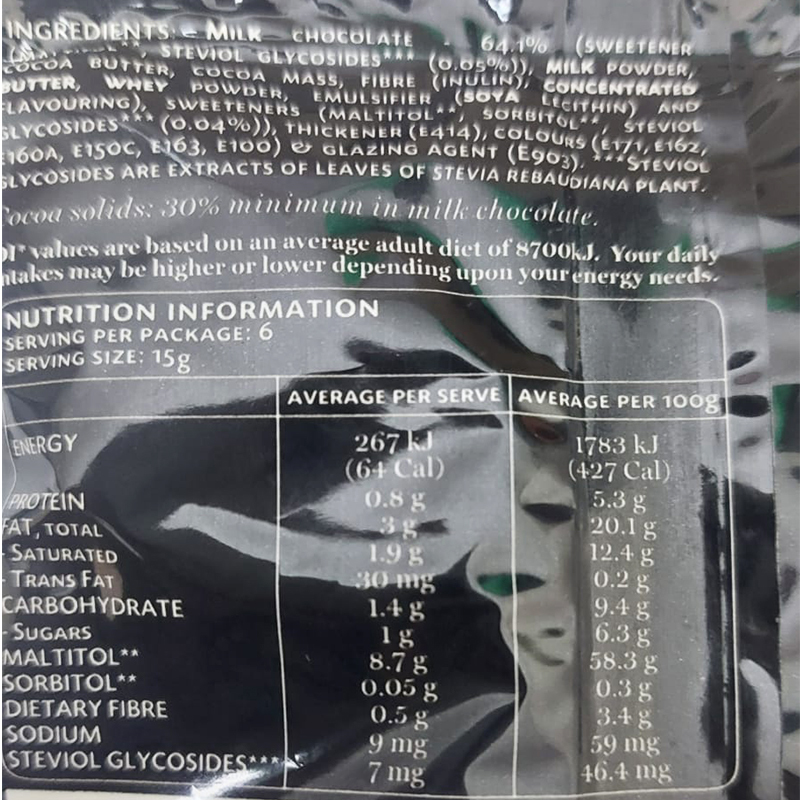 INGREDIENTS: - MILK CHOCOLATE - 64.1% (SWEETENER
(MALTITOL**, STEVIOL GLYCOSIDES*** (0.05%)), MILK POWDER,
COCOA BUTTER, COCOA MASS, FIBRE (INULIN), CONCENTRATED
BUTTER, WHEY POWDER, EMULSIFIER (SOYA LECITHIN) AND
LAVOURING), SWEETENERS (MALTITOL**, SORBITOL**, STEVIOL
GLYCOSIDES*** (0.04%)), THICKENER (E414), COLOURS (E171, E162,
E160A, E150C, E163, E100) & GLAZING AGENT (E903). ***STEVIOL
GLYCOSIDES ARE EXTRACTS OF LEAVES OF STEVIA REBAUDIANA PLANT.
ocoa solids: 30% minimum in milk chocolate.
DI* values are based on an average adult diet of 8700kJ. Your daily
ntakes may be higher or lower depending upon your energy needs.
NUTRITION INFORMATION
SERVING PER PACKAGE: 6
SERVING SIZE: 15g
AVERAGE PER SERVE AVERAGE PER 100g
ENERGY 267 kJ 1783 kJ
(64 Cal) (427 Cal)
PROTEIN 0.8 g 5.3 g
FAT, TOTAL 3 g 20.1 g
- SATURATED 1.9 g 12.4 g
- TRANS FAT 30 mg 0.2 g
CARBOHYDRATE 1.4 g 9.4 g
- SUGARS 1 g 6.3 g
MALTITOL** 8.7 g 58.3 g
SORBITOL** 0.05 g 0.3 g
DIETARY FIBRE 0.5 g 3.4 g
SODIUM 9 mg 59 mg
STEVIOL GLYCOSIDES*** 7 mg 46.4 mg